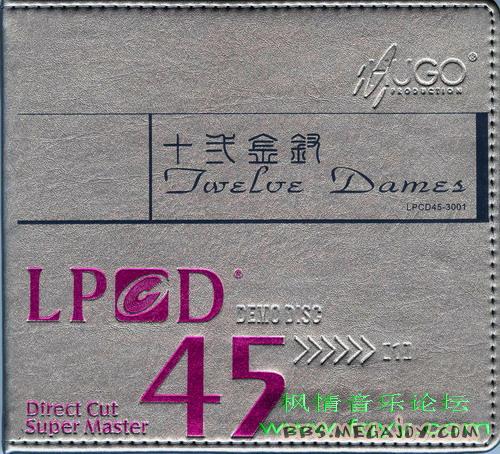 HUGO®
PRODUCTION
十弍金釵
Twelve Dames
LPCD45-3001
LPCD®
DEMO DISC
45
Direct Cut
Super Master
枫情音乐论坛
BBS.MEGAJOY.COM